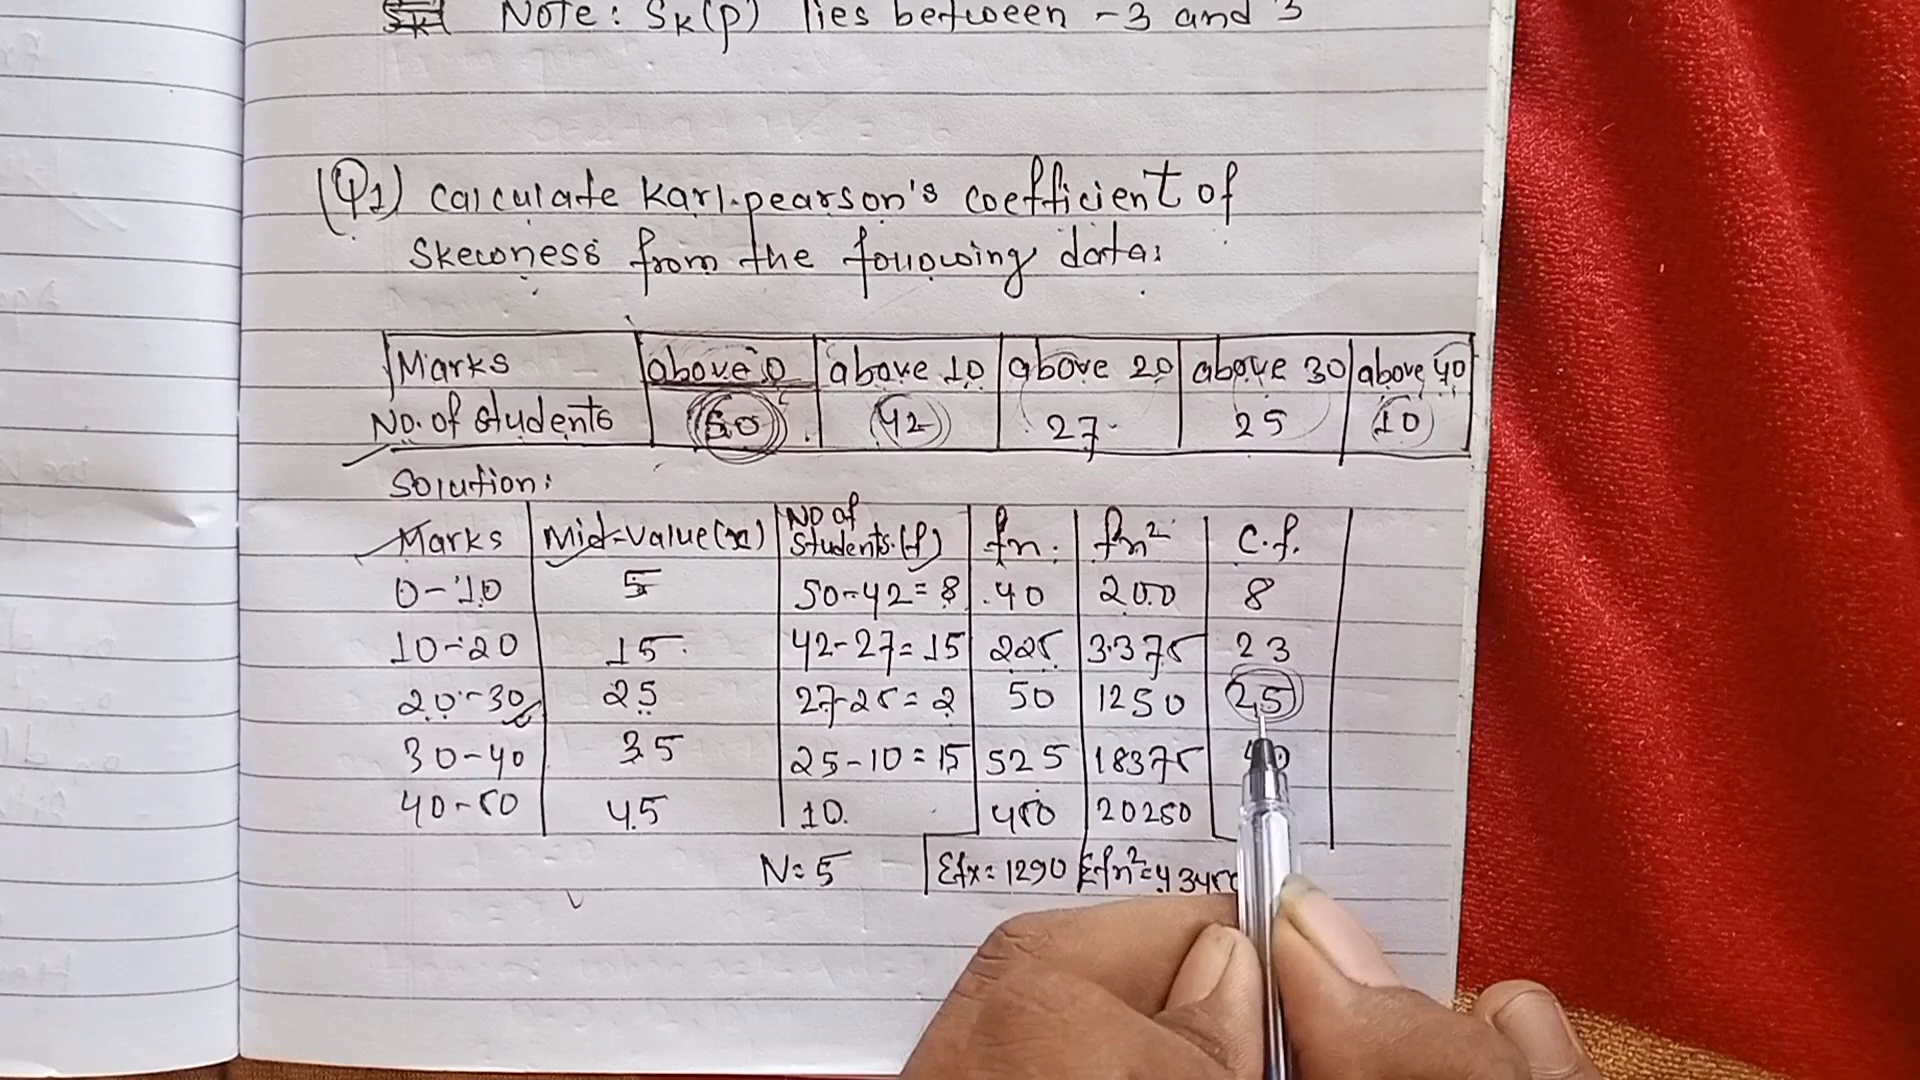 Note: Sk(p) lies between -3 and 3
(Q1) Calculate Karl-pearson's coefficient of
skewness from the following data:
Marks above 0 above 10 above 20 above 30 above 40
No. of students 50 42 27 25 10
Solution:
Marks Mid-value(x) No of students (f) fx fx² c.f.
0-10 5 50-42=8 40 200 8
10-20 15 42-27=15 225 3375 23
20-30 25 27-25=2 50 1250 25
30-40 35 25-10=15 525 18375
40-50 45 10 450 20250
N=5 Σfx=1290 Σfx²=4345